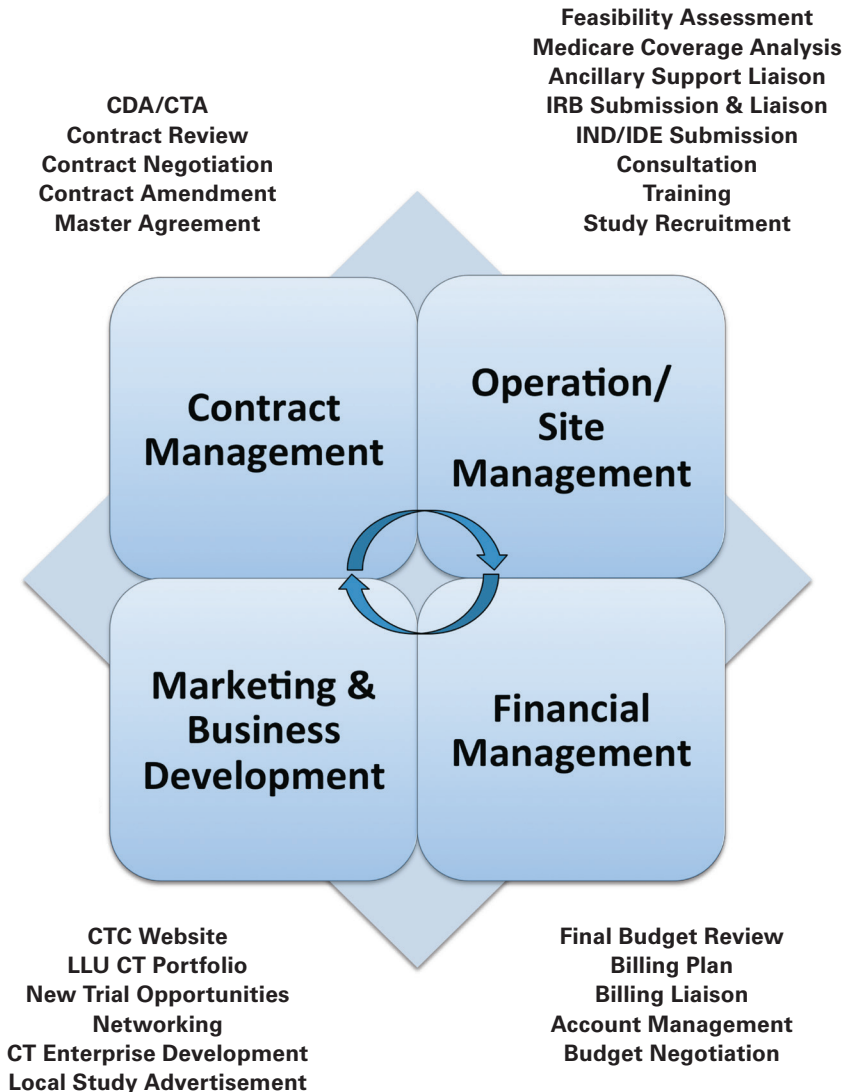 CDA/CTA
Contract Review
Contract Negotiation
Contract Amendment
Master Agreement
Feasibility Assessment
Medicare Coverage Analysis
Ancillary Support Liaison
IRB Submission & Liaison
IND/IDE Submission
Consultation
Training
Study Recruitment
Contract
Management
Operation/
Site
Management
Marketing &
Business
Development
Financial
Management
CTC Website
LLU CT Portfolio
New Trial Opportunities
Networking
CT Enterprise Development
Local Study Advertisement
Final Budget Review
Billing Plan
Billing Liaison
Account Management
Budget Negotiation